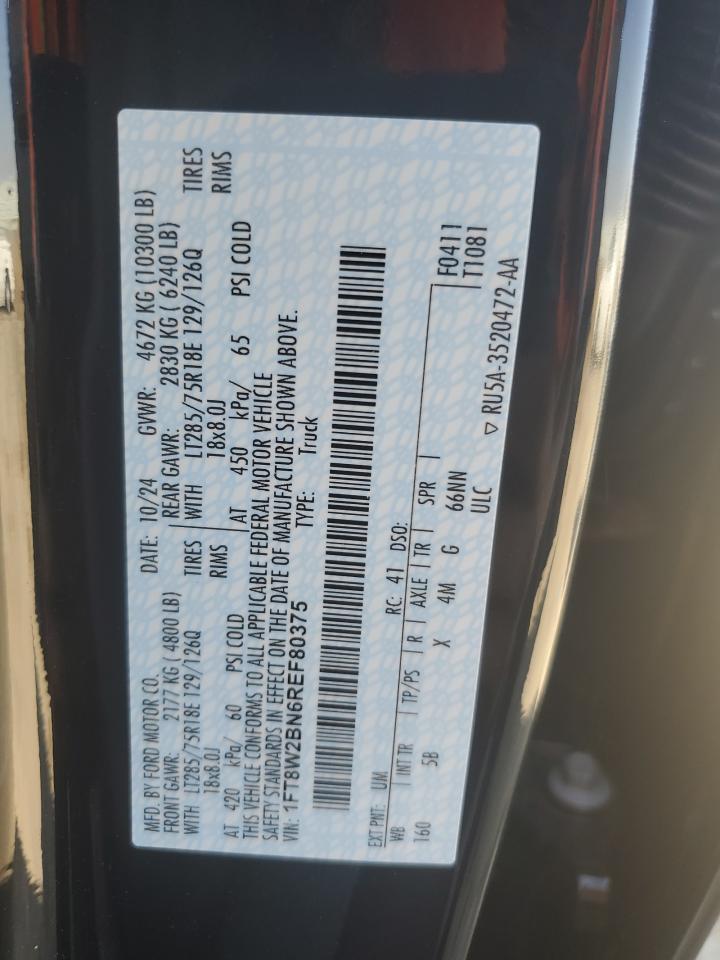 MFD. BY FORD MOTOR CO. DATE: 10/24 GVWR: 4672 KG (10300 LB)
FRONT GAWR: 2177 KG ( 4800 LB) REAR GAWR: 2830 KG ( 6240 LB)
WITH LT285/75R18E 129/126Q TIRES WITH LT285/75R18E 129/126Q TIRES
18x8.0J RIMS 18x8.0J RIMS
AT 420 kPa/ 60 PSI COLD AT 450 kPa/ 65 PSI COLD
THIS VEHICLE CONFORMS TO ALL APPLICABLE FEDERAL MOTOR VEHICLE
SAFETY STANDARDS IN EFFECT ON THE DATE OF MANUFACTURE SHOWN ABOVE.
VIN: 1FT8W2BN6REF80375 TYPE: Truck
EXT PNT: UM RC: 41 DSO:
WB INT TR TP/PS R AXLE TR SPR F0411
160 5B X 4M G 66NN T1081
ULC
▽ RU5A-3520472-AA